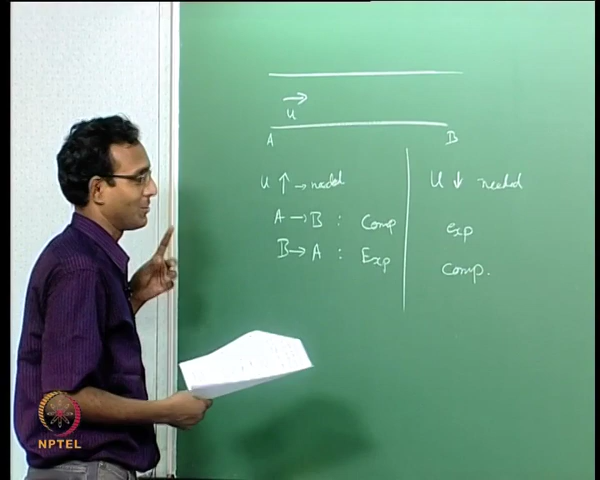 u
A B
u ↑ → needed
A → B : Comp
B → A : Exp
U ↓ needed
exp
comp.
NPTEL